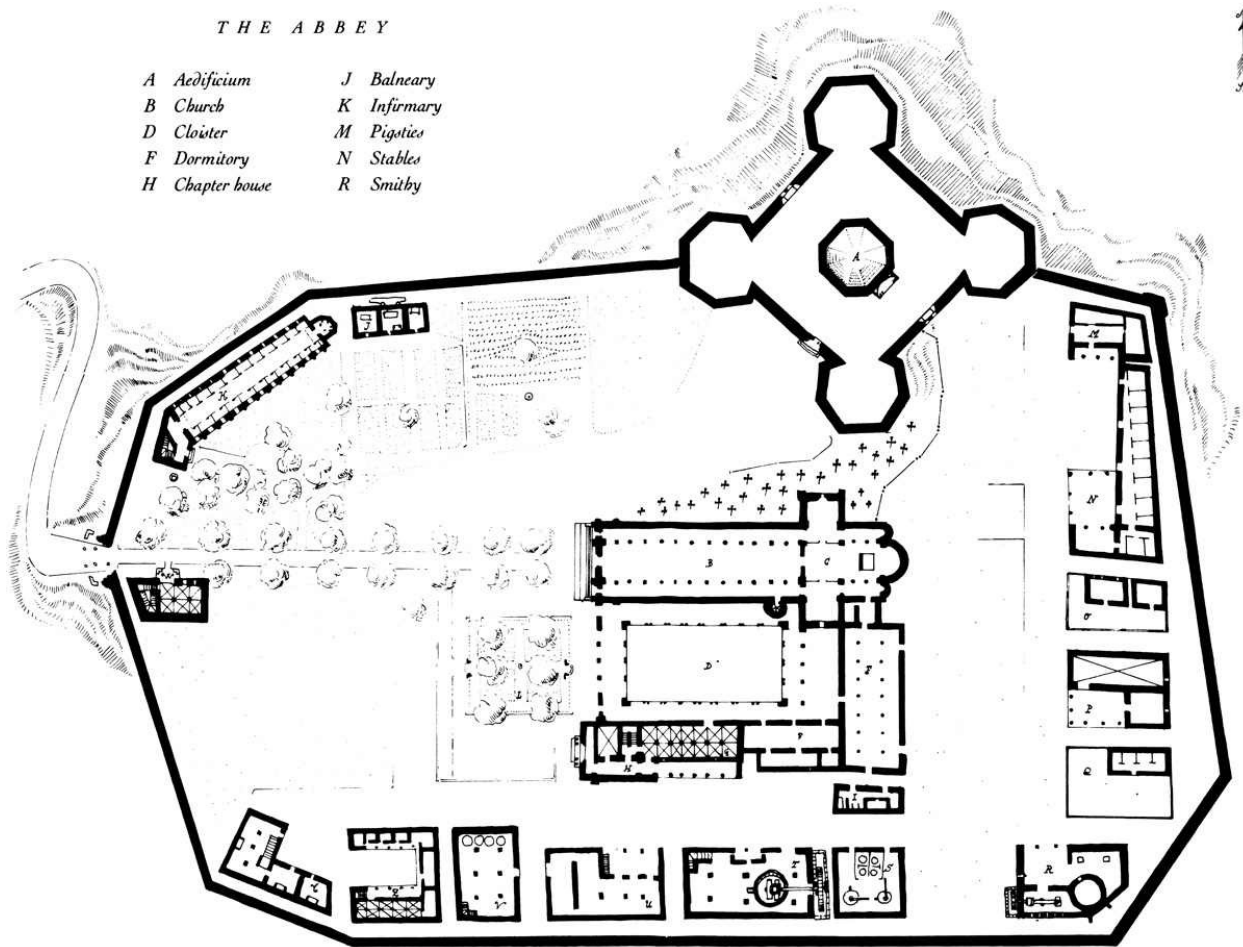 THE ABBEY
A Aedificium
B Church
D Cloister
F Dormitory
H Chapter house
J Balneary
K Infirmary
M Pigsties
N Stables
R Smithy
A
J
K
M
N
B
C
O
D
F
P
L
H
Q
R
S
T
U
V
Z